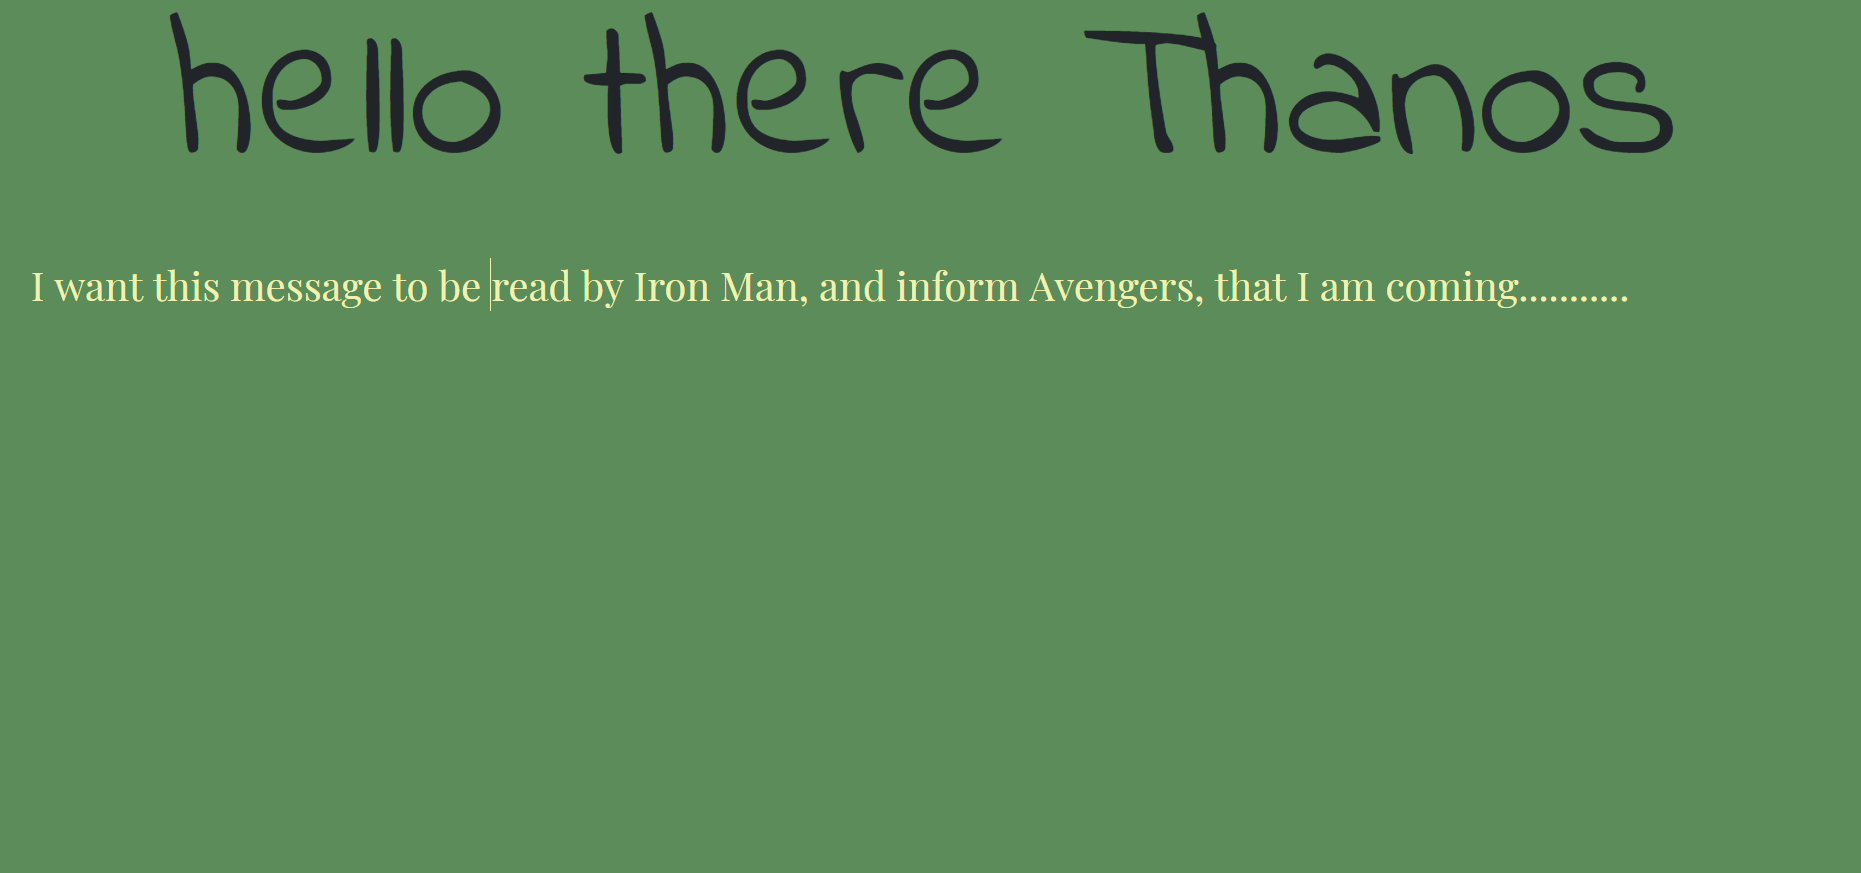 hello there Thanos
I want this message to be read by Iron Man, and inform Avengers, that I am coming...........